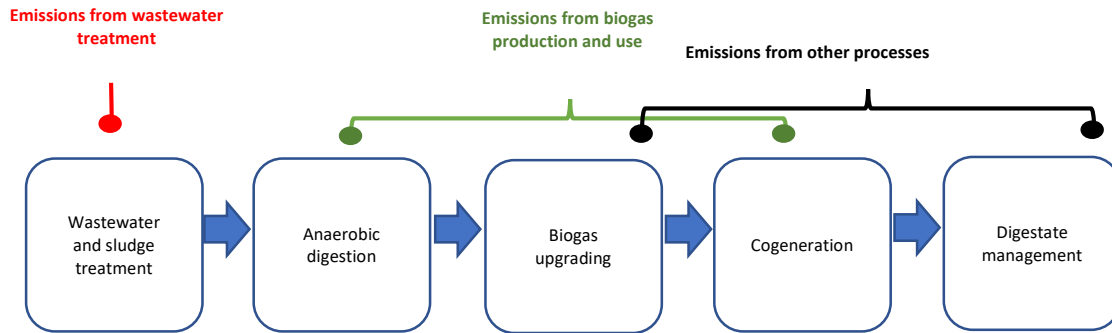 Emissions from wastewater
treatment
Emissions from biogas
production and use
Emissions from other processes
Wastewater
and sludge
treatment
Anaerobic
digestion
Biogas
upgrading
Cogeneration
Digestate
management